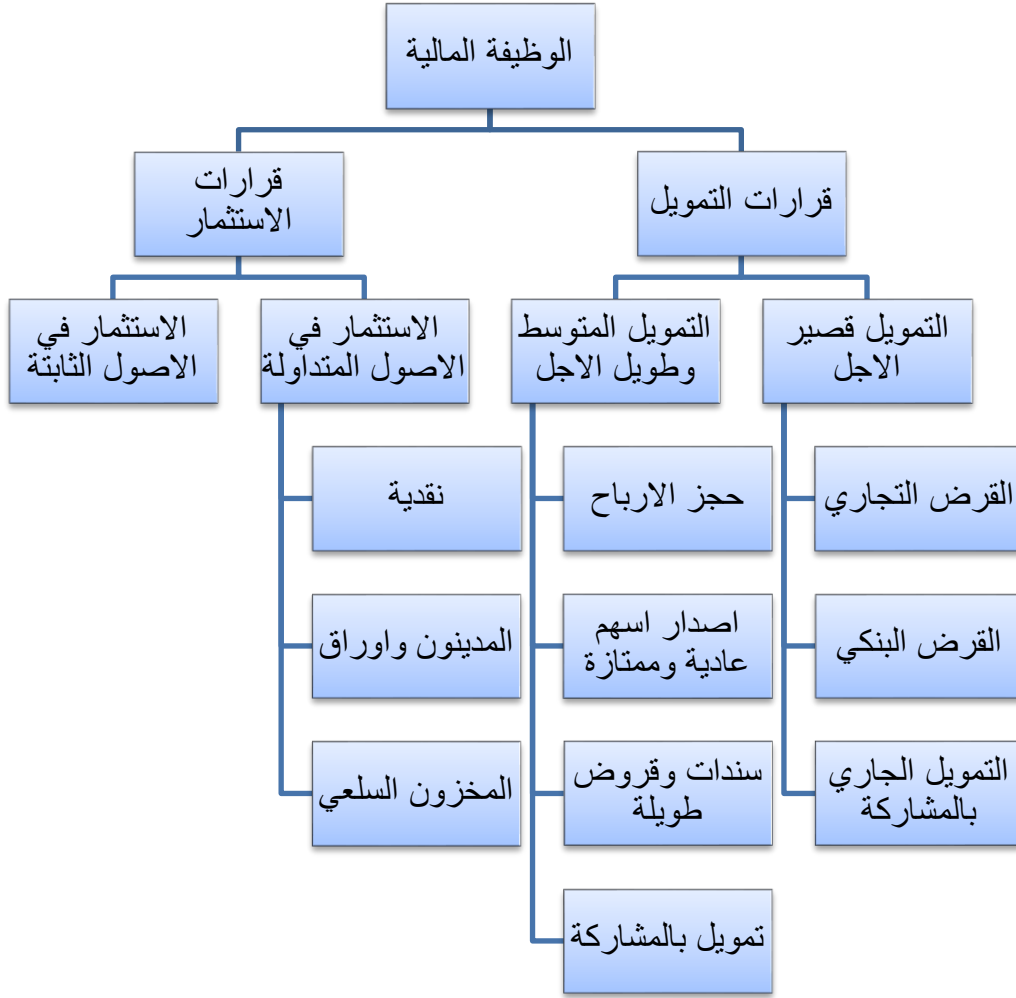 الوظيفة المالية
قرارات التمويل
قرارات
الاستثمار
التمويل قصير
الاجل
التمويل المتوسط
وطويل الاجل
الاستثمار في
الاصول المتداولة
الاستثمار في
الاصول الثابتة
القرض التجاري
حجز الارباح
نقدية
القرض البنكي
اصدار اسهم
عادية وممتازة
المدينون واوراق
التمويل الجاري
بالمشاركة
سندات وقروض
طويلة
المخزون السلعي
تمويل بالمشاركة